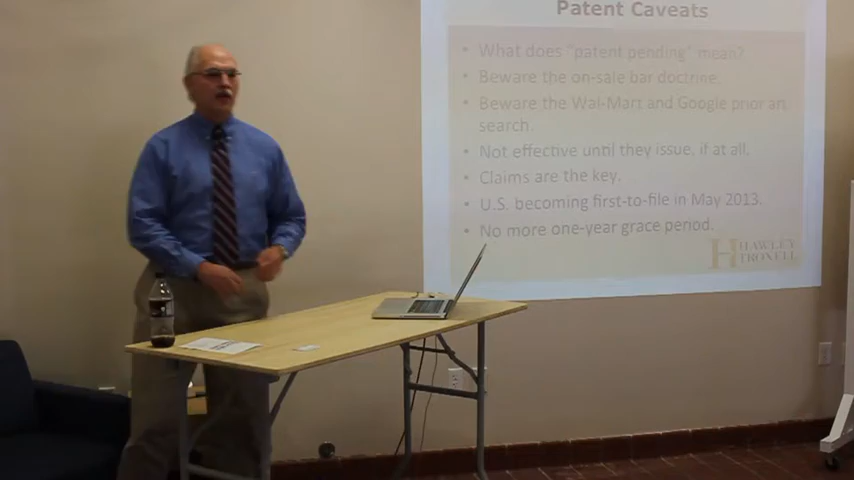 Patent Caveats
• What does "patent pending" mean?
• Beware the on-sale bar doctrine.
• Beware the Wal-Mart and Google prior art
search.
• Not effective until they issue, if at all.
• Claims are the key.
• U.S. becoming first-to-file in May 2013.
• No more one-year grace period.
H HAWLEY
TROXELL